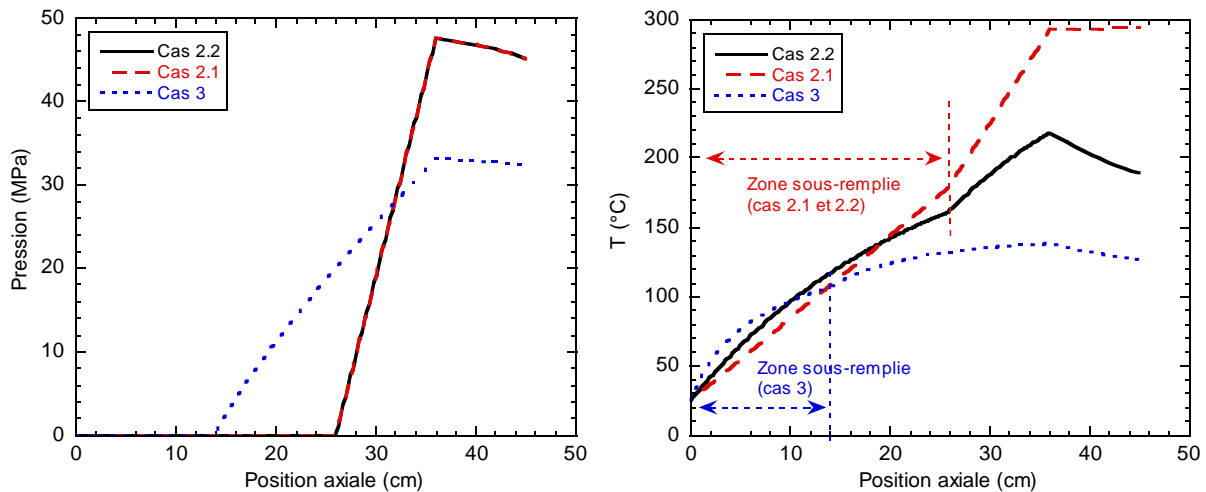 50
40
30
20
10
0
Pression (MPa)
Cas 2.2
Cas 2.1
Cas 3
0 10 20 30 40 50
Position axiale (cm)
300
250
200
150
100
50
0
T (°C)
Cas 2.2
Cas 2.1
Cas 3
Zone sous-remplie
(cas 2.1 et 2.2)
Zone sous-remplie
(cas 3)
0 10 20 30 40 50
Position axiale (cm)